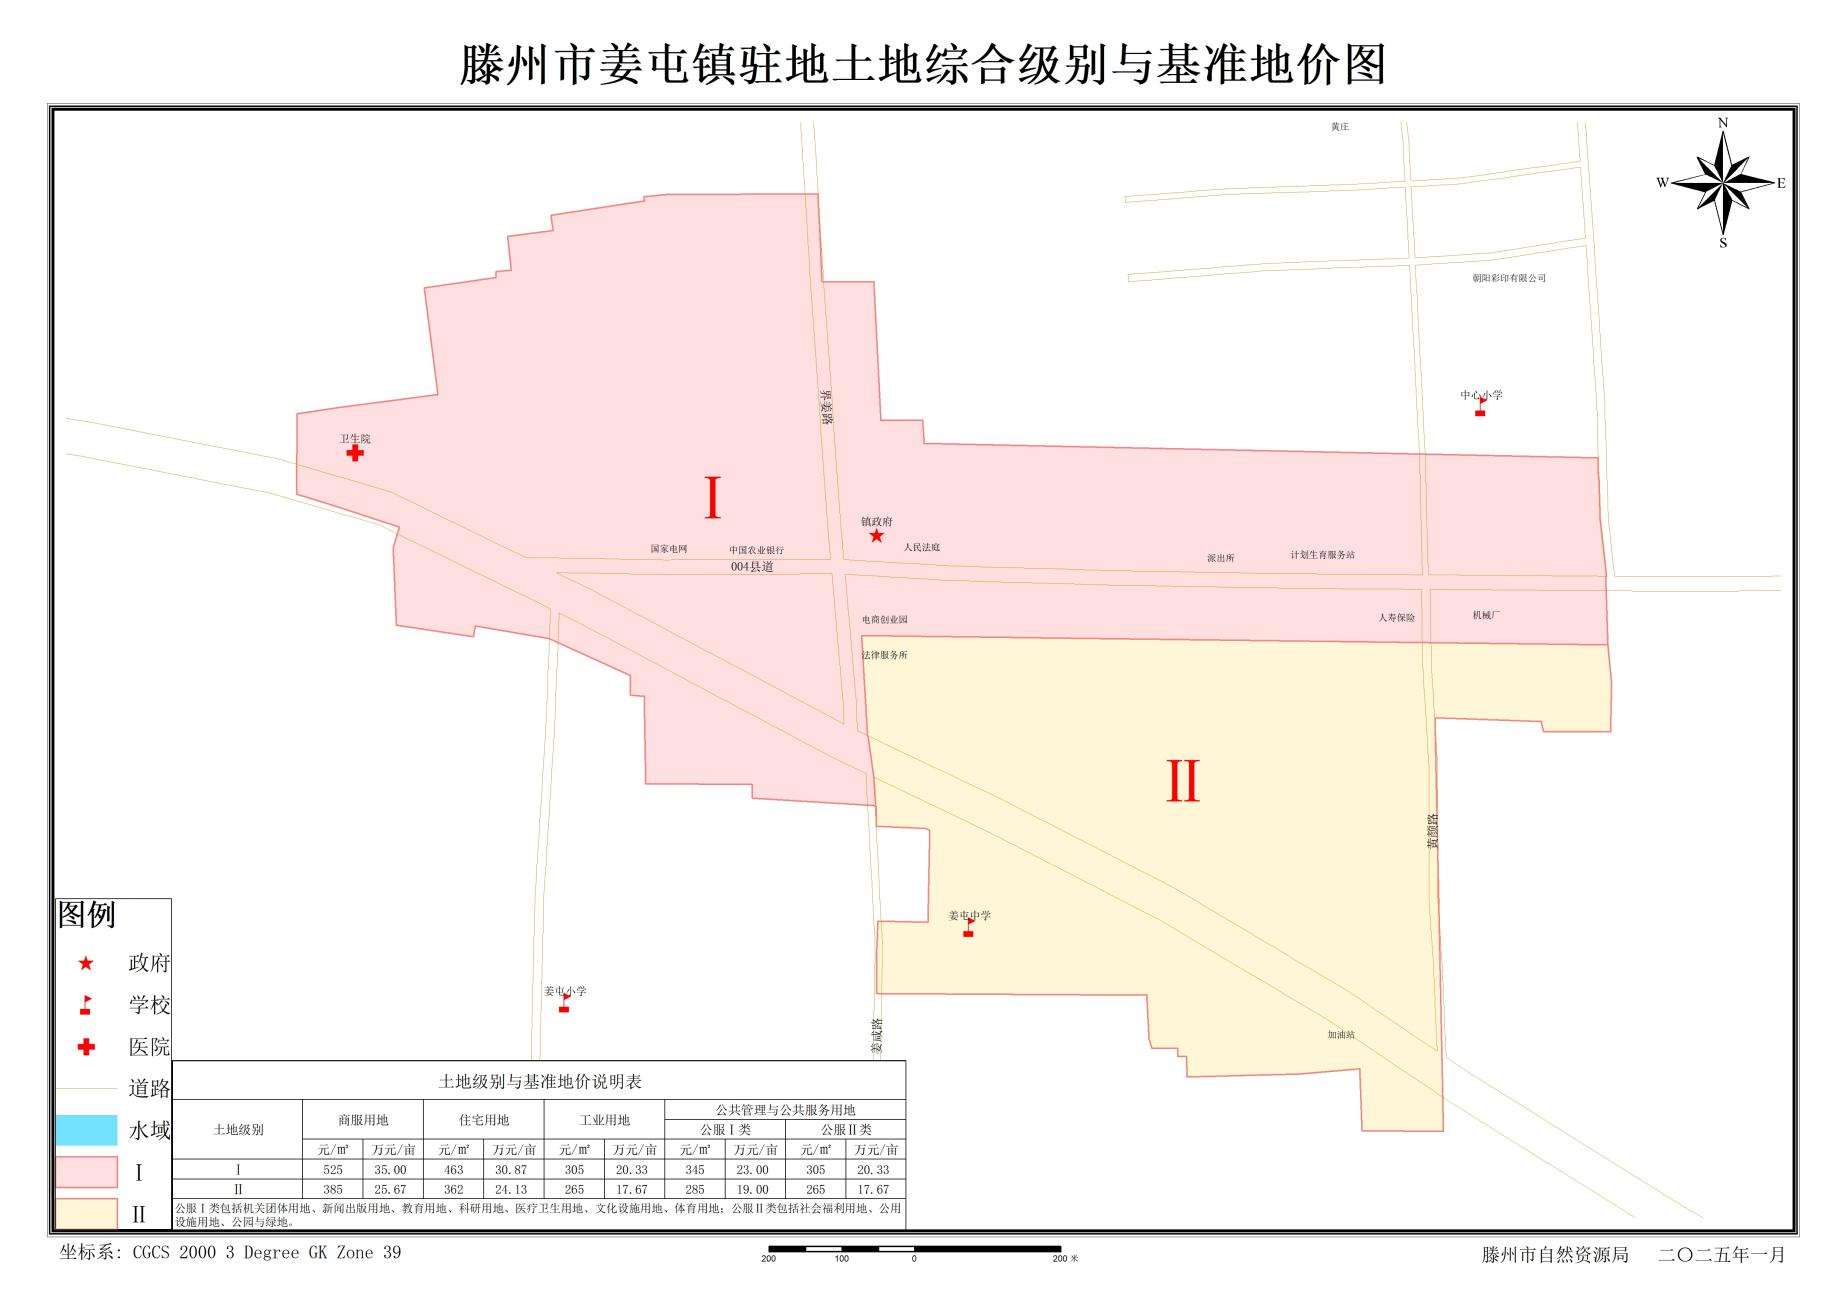 滕州市姜屯镇驻地土地综合级别与基准地价图
N
W
E
S
黄庄
朝阳彩印有限公司
中心小学
界姜路
卫生院
I
镇政府
国家电网
中国农业银行
人民法庭
派出所
计划生育服务站
004县道
电商创业园
人寿保险
机械厂
法律服务所
II
黄颜路
姜屯中学
姜屯小学
姜咸路
加油站
图例
政府
学校
医院
道路
水域
I
II
土地级别与基准地价说明表
土地级别 商服用地 住宅用地 工业用地 公共管理与公共服务用地
公服Ⅰ类 公服Ⅱ类
元/㎡ 万元/亩 元/㎡ 万元/亩 元/㎡ 万元/亩 元/㎡ 万元/亩 元/㎡ 万元/亩
Ⅰ 525 35.00 463 30.87 305 20.33 345 23.00 305 20.33
Ⅱ 385 25.67 362 24.13 265 17.67 285 19.00 265 17.67
公服Ⅰ类包括机关团体用地、新闻出版用地、教育用地、科研用地、医疗卫生用地、文化设施用地、体育用地；公服Ⅱ类包括社会福利用地、公用
设施用地、公园与绿地。
坐标系: CGCS 2000 3 Degree GK Zone 39
200 100 0 200 米
滕州市自然资源局 二〇二五年一月